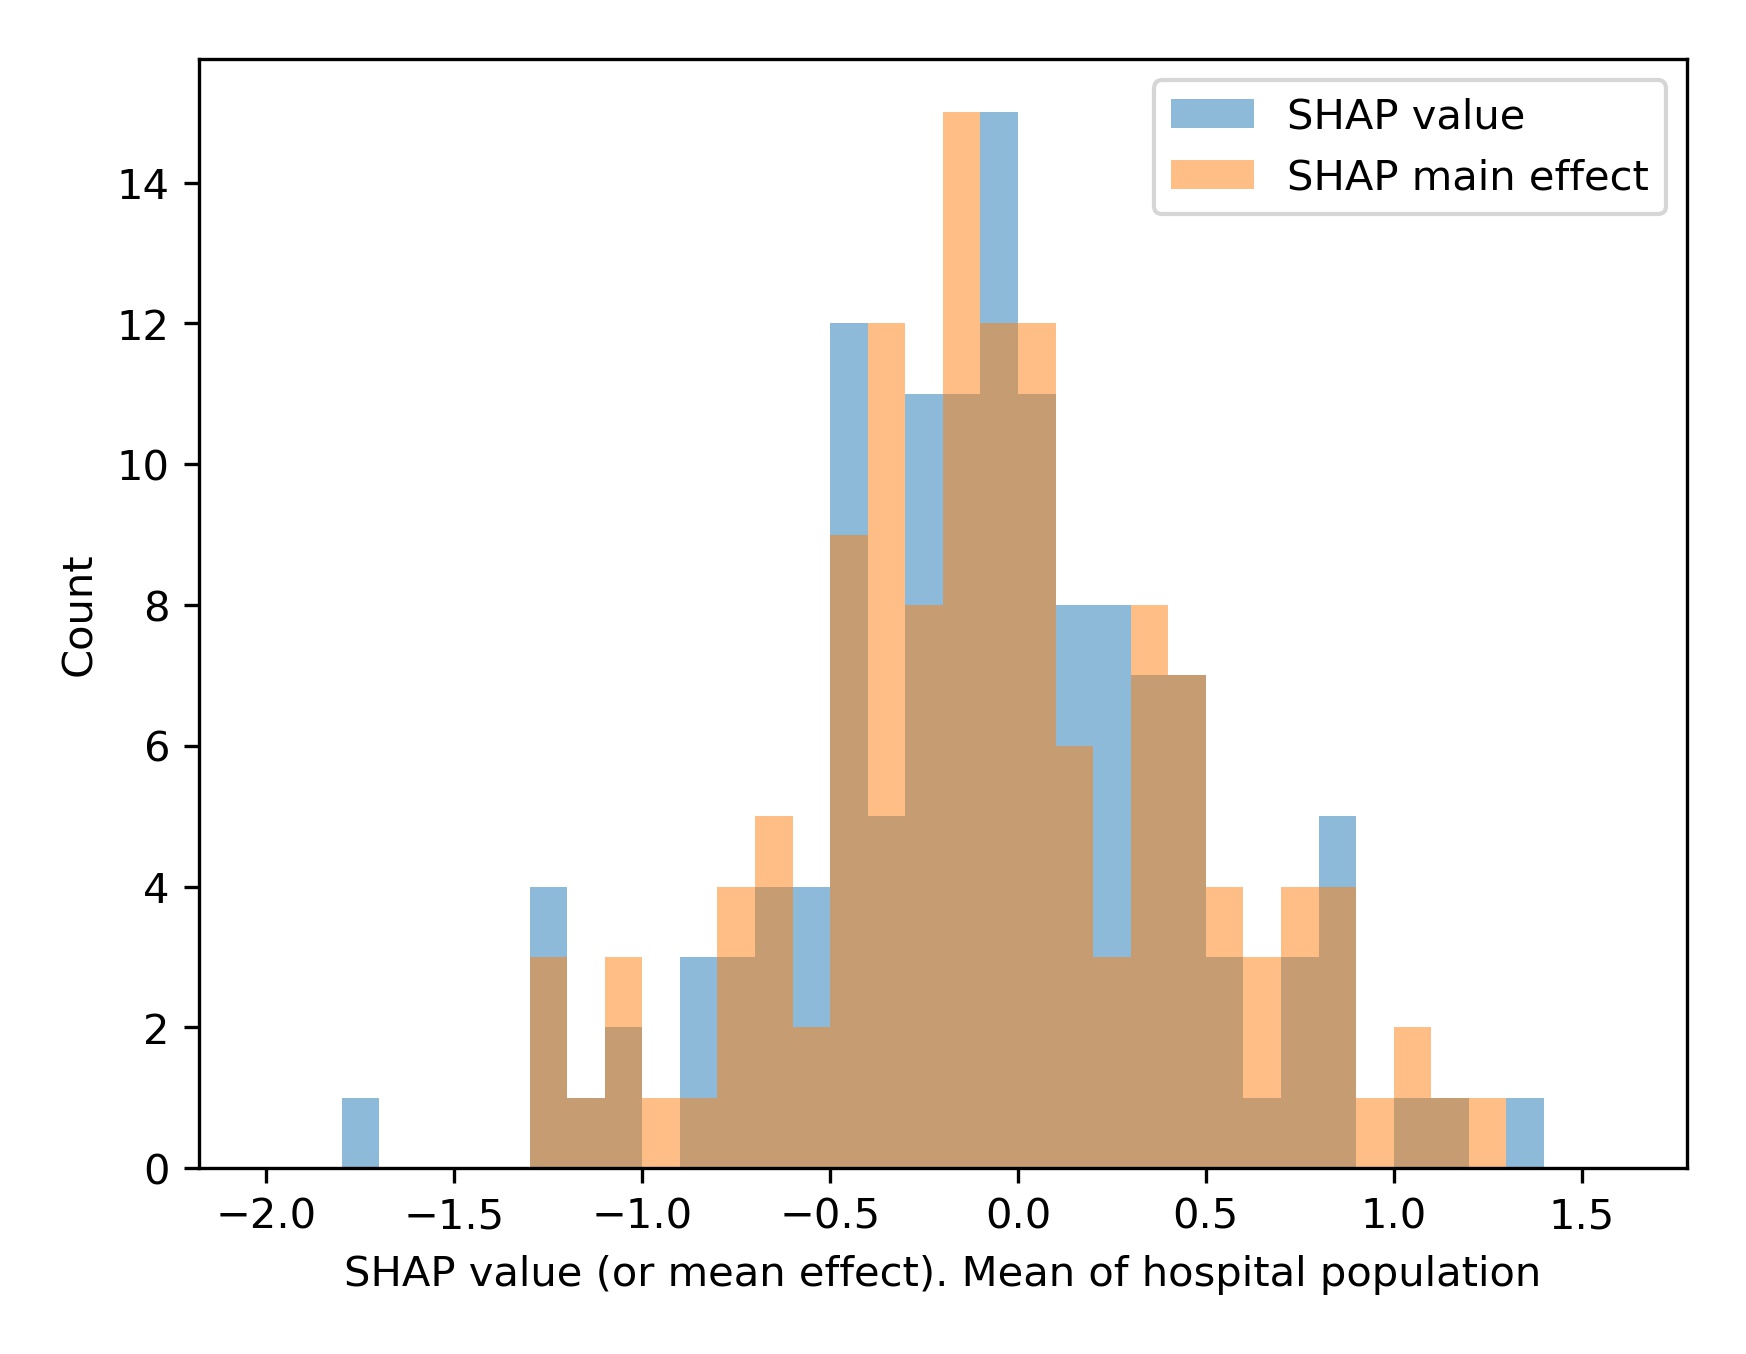 SHAP value
SHAP main effect
14
12
10
8
6
4
2
0
Count
−2.0 −1.5 −1.0 −0.5 0.0 0.5 1.0 1.5
SHAP value (or mean effect). Mean of hospital population